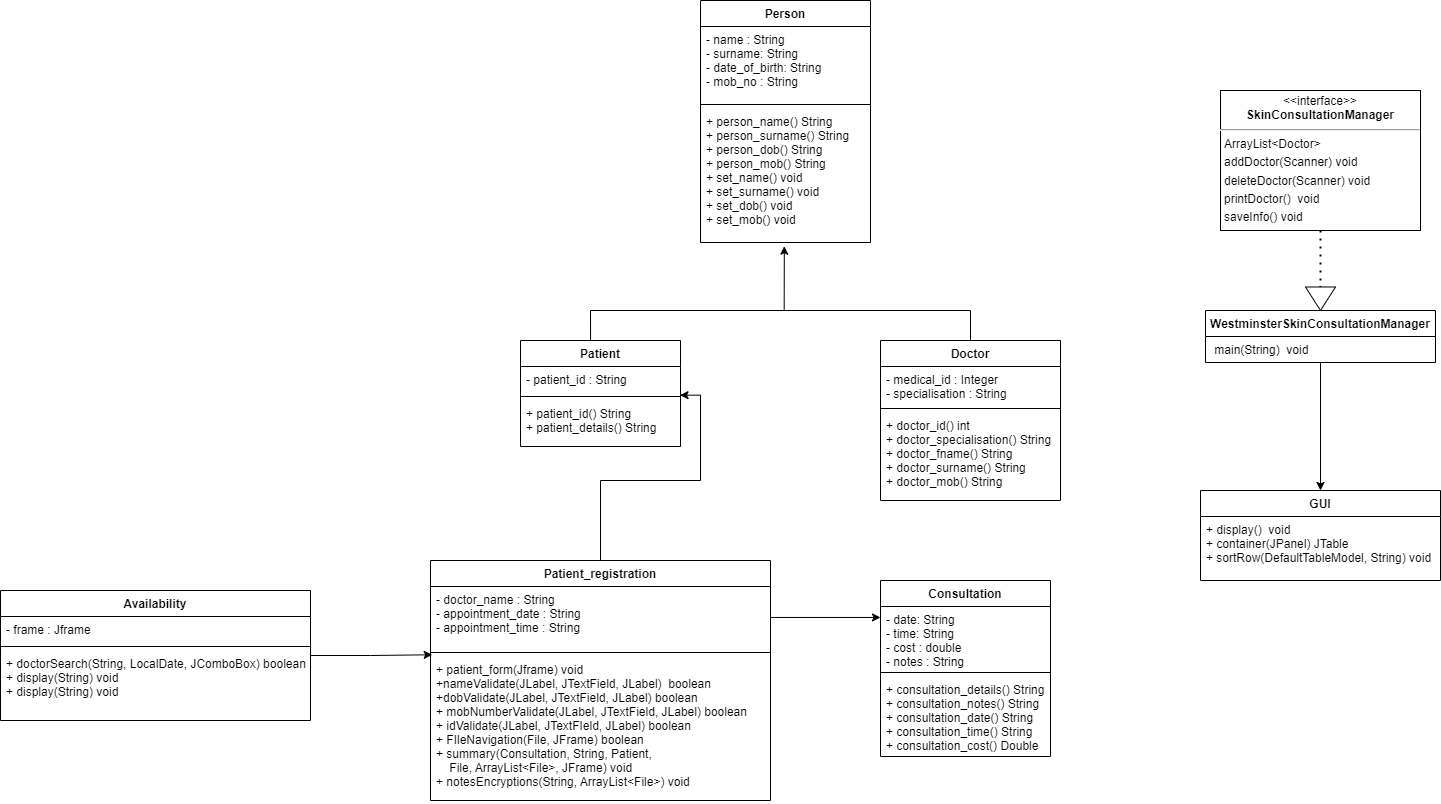 Person
- name : String
- surname: String
- date_of_birth: String
- mob_no : String
+ person_name() String
+ person_surname() String
+ person_dob() String
+ person_mob() String
+ set_name() void
+ set_surname() void
+ set_dob() void
+ set_mob() void
<<interface>>
SkinConsultationManager
ArrayList<Doctor>
addDoctor(Scanner) void
deleteDoctor(Scanner) void
printDoctor()  void
saveInfo() void
WestminsterSkinConsultationManager
main(String)  void
Patient
- patient_id : String
+ patient_id() String
+ patient_details() String
Doctor
- medical_id : Integer
- specialisation : String
+ doctor_id() int
+ doctor_specialisation() String
+ doctor_fname() String
+ doctor_surname() String
+ doctor_mob() String
GUI
+ display()  void
+ container(JPanel) JTable
+ sortRow(DefaultTableModel, String) void
Availability
- frame : Jframe
+ doctorSearch(String, LocalDate, JComboBox) boolean
+ display(String) void
+ display(String) void
Patient_registration
- doctor_name : String
- appointment_date : String
- appointment_time : String
+ patient_form(Jframe) void
+nameValidate(JLabel, JTextField, JLabel)  boolean
+dobValidate(JLabel, JTextField, JLabel) boolean
+ mobNumberValidate(JLabel, JTextField, JLabel) boolean
+ idValidate(JLabel, JTextFIeld, JLabel) boolean
+ FIleNavigation(File, JFrame) boolean
+ summary(Consultation, String, Patient,
File, ArrayList<File>, JFrame) void
+ notesEncryptions(String, ArrayList<File>) void
Consultation
- date: String
- time: String
- cost : double
- notes : String
+ consultation_details() String
+ consultation_notes() String
+ consultation_date() String
+ consultation_time() String
+ consultation_cost() Double